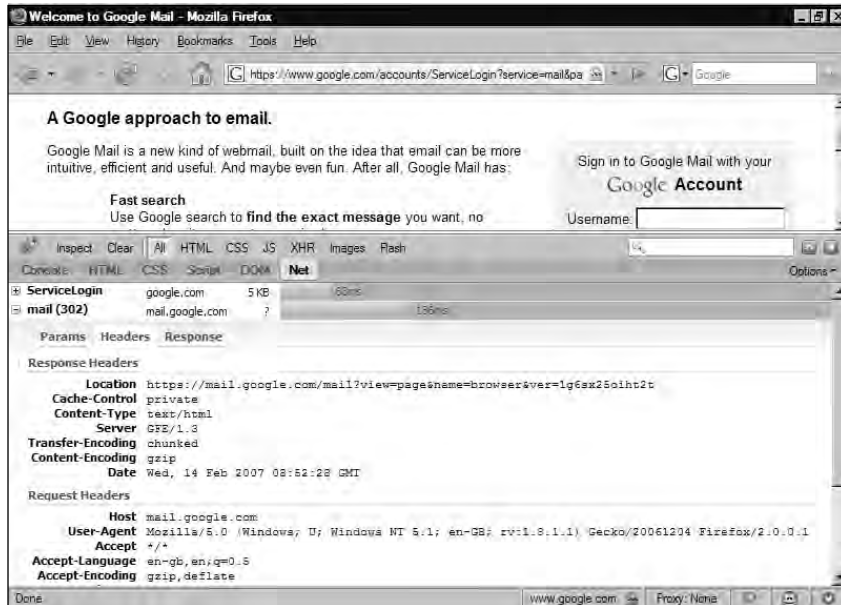 Welcome to Google Mail - Mozilla Firefox
File Edit View History Bookmarks Tools Help
https://www.google.com/accounts/ServiceLogin?service=mail&pa
G Google
A Google approach to email.
Google Mail is a new kind of webmail, built on the idea that email can be more
intuitive, efficient and useful. And maybe even fun. After all, Google Mail has:
Fast search
Use Google search to find the exact message you want, no
Sign in to Google Mail with your
Google Account
Username:
Inspect Clear All HTML CSS JS XHR Images Flash
Console HTML CSS Script DOM Net Options
ServiceLogin google.com 5 KB 63ms
mail (302) mail.google.com ? 136ms
Params Headers Response
Response Headers
Location https://mail.google.com/mail?view=page&name=browser&ver=1g6sx25oiht2t
Cache-Control private
Content-Type text/html
Server GFE/1.3
Transfer-Encoding chunked
Content-Encoding gzip
Date Wed, 14 Feb 2007 08:52:28 GMT
Request Headers
Host mail.google.com
User-Agent Mozilla/5.0 (Windows; U; Windows NT 5.1; en-GB; rv:1.8.1.1) Gecko/20061204 Firefox/2.0.0.1
Accept */*
Accept-Language en-gb,en;q=0.5
Accept-Encoding gzip,deflate
Done www.google.com Proxy: None